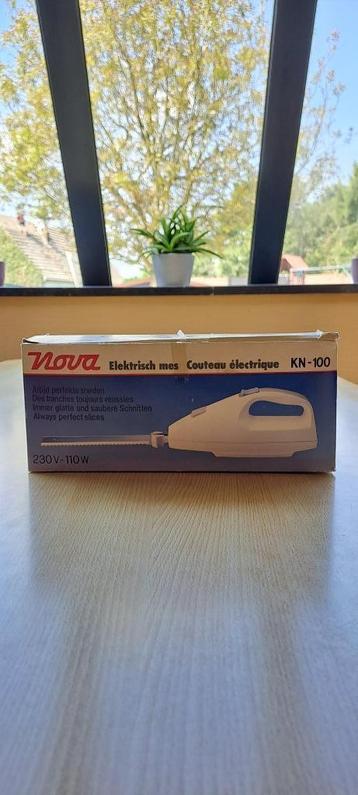 Nova Elektrisch mes Couteau électrique KN-100
Altijd perfekte sneden
Des tranches toujours réussies
Immer glatte und saubere Schnitten
Always perfect slices
230V-110W